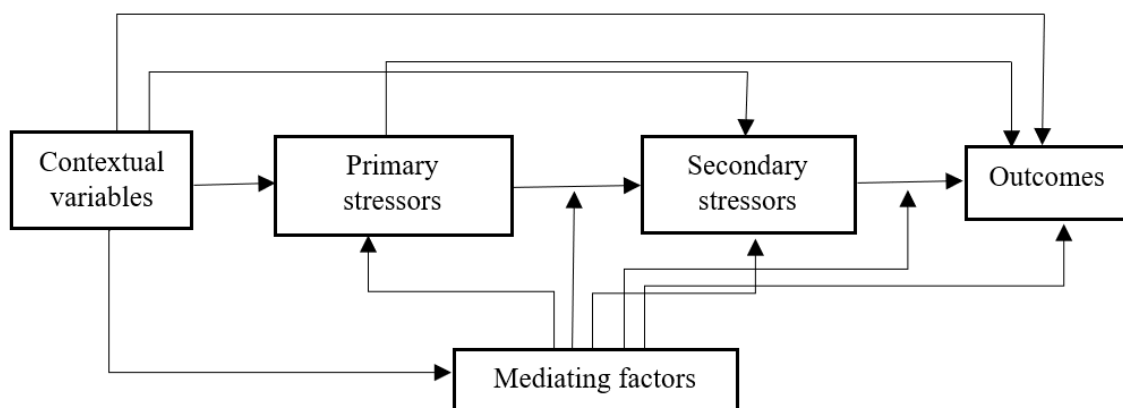 Contextual
variables
Primary
stressors
Secondary
stressors
Outcomes
Mediating factors